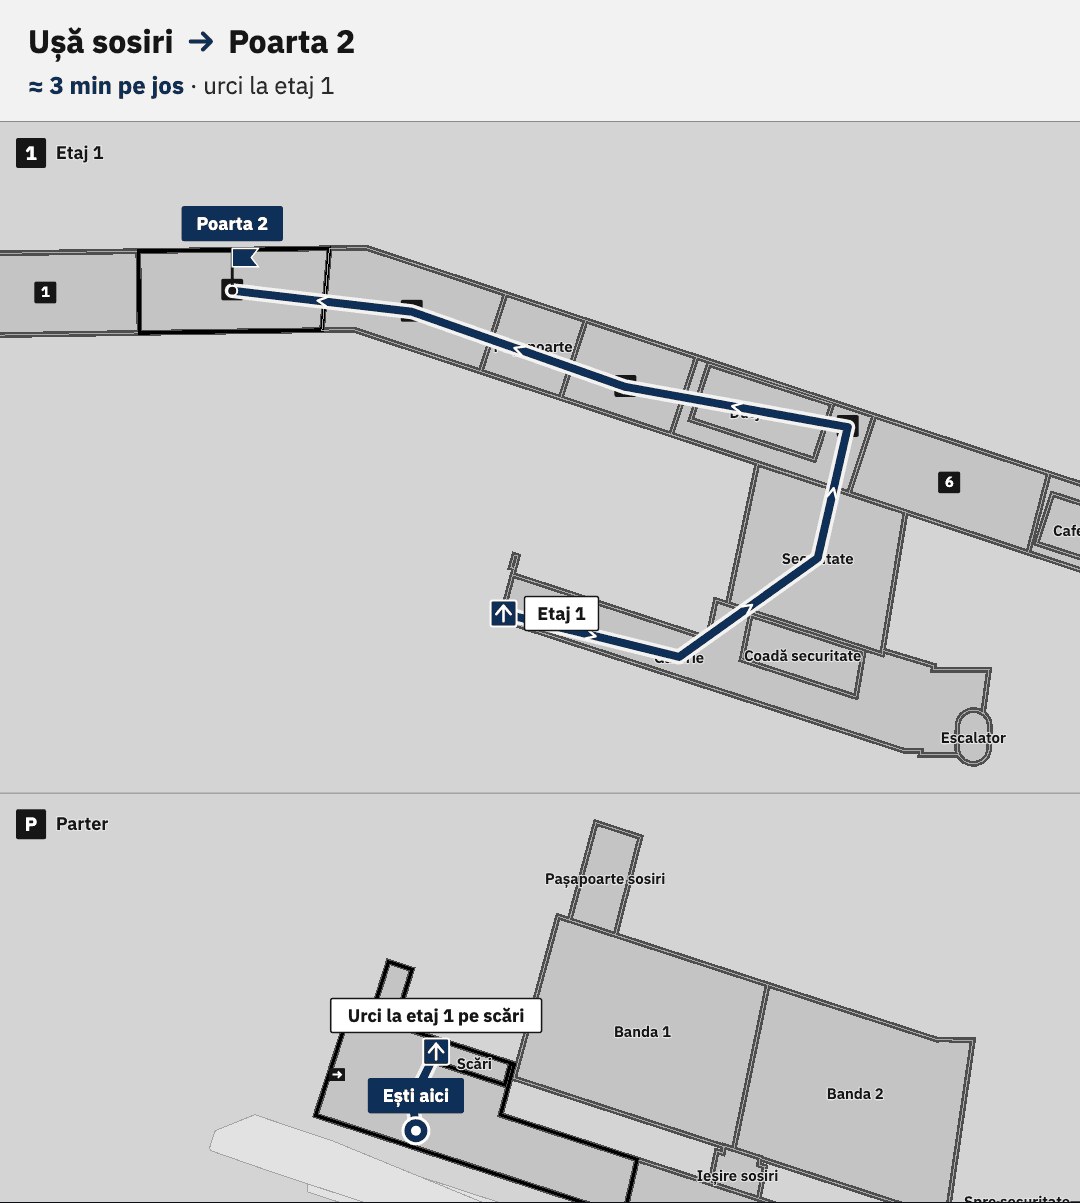 Ușă sosiri → Poarta 2
≈ 3 min pe jos · urci la etaj 1
1 Etaj 1
Poarta 2
1
6
Cafe
Etaj 1
Coadă securitate
Escalator
P Parter
Pașapoarte sosiri
Urci la etaj 1 pe scări
Banda 1
Scări
Banda 2
Ești aici
Ieșire sosiri
Spre securitate